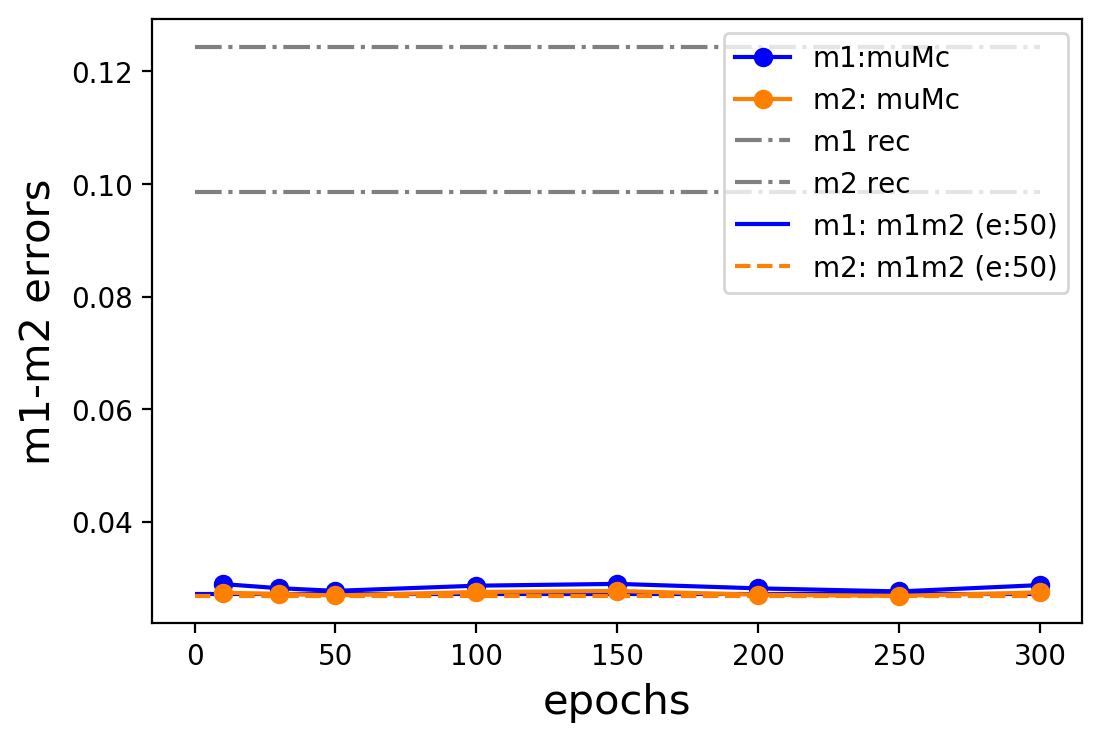 m1-m2 errors
0.12
0.10
0.08
0.06
0.04
m1:muMc
m2: muMc
m1 rec
m2 rec
m1: m1m2 (e:50)
m2: m1m2 (e:50)
0 50 100 150 200 250 300
epochs